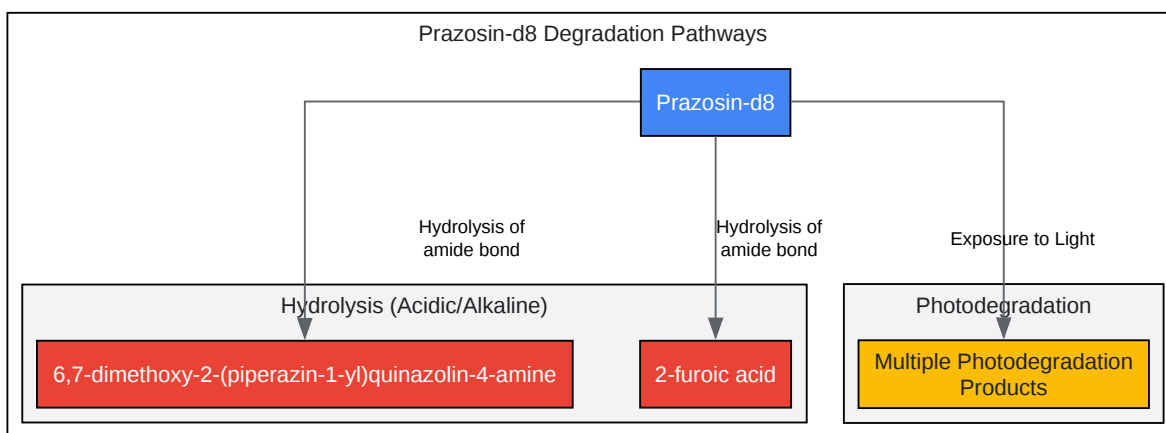 Prazosin-d8 Degradation Pathways
Prazosin-d8
Hydrolysis of
amide bond
Hydrolysis of
amide bond
Exposure to Light
Hydrolysis (Acidic/Alkaline)
Photodegradation
6,7-dimethoxy-2-(piperazin-1-yl)quinazolin-4-amine
2-furoic acid
Multiple Photodegradation
Products